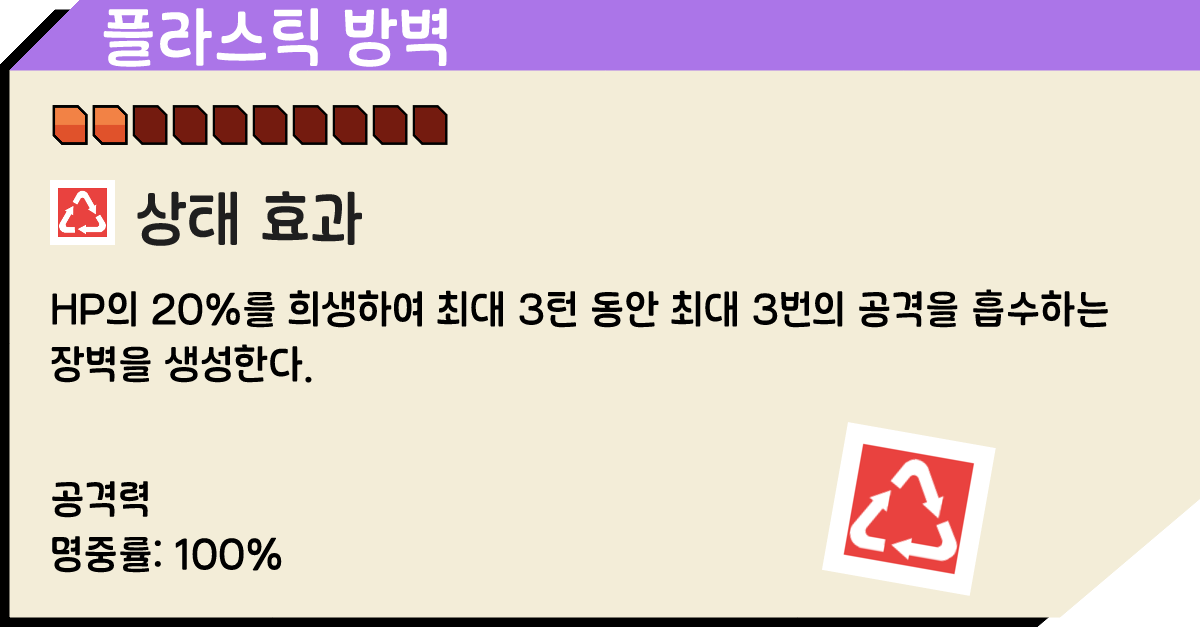 플라스틱 방벽
상태 효과
HP의 20%를 희생하여 최대 3턴 동안 최대 3번의 공격을 흡수하는
장벽을 생성한다.
공격력
명중률: 100%